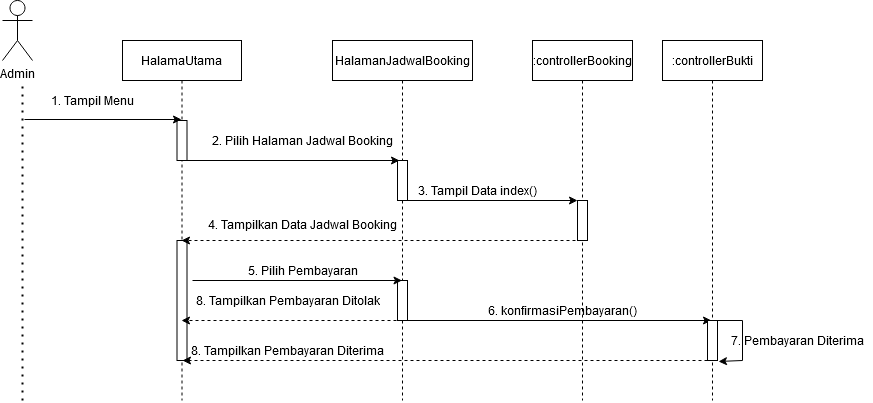 Admin
HalamaUtama
HalamanJadwalBooking
:controllerBooking
:controllerBukti
1. Tampil Menu
2. Pilih Halaman Jadwal Booking
3. Tampil Data index()
4. Tampilkan Data Jadwal Booking
5. Pilih Pembayaran
8. Tampilkan Pembayaran Ditolak
6. konfirmasiPembayaran()
7. Pembayaran Diterima
8. Tampilkan Pembayaran Diterima